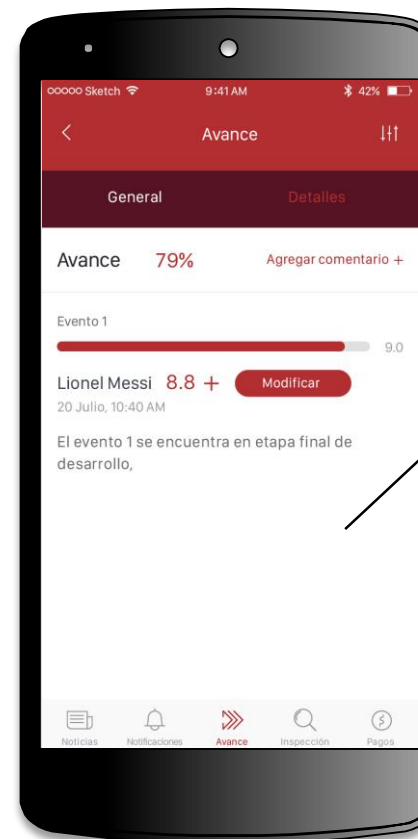 ooooo Sketch 9:41 AM 42%
Avance
General Detalles
Avance 79% Agregar comentario +
Evento 1
9.0
Lionel Messi 8.8 + Modificar
20 Julio, 10:40 AM
El evento 1 se encuentra en etapa final de
desarrollo,
Noticias Notificaciones Avance Inspección Pagos